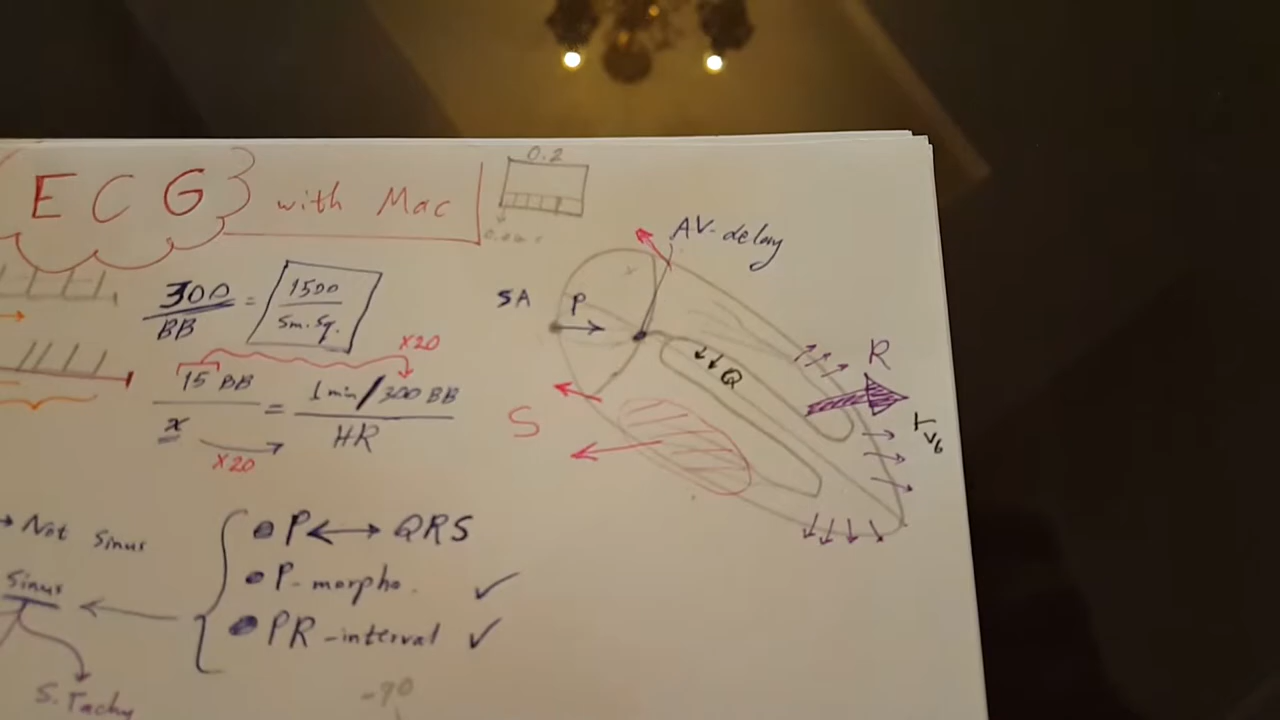 ECG with Mac
0.2
300 / BB = 1500 / Sm. Sq.
x20
15 BB / x = 1 min / 300 BB / HR
x20
Not Sinus
Sinus
S. Tachy
P ↔ QRS
P-morpho. ✓
PR-interval ✓
-90
AV-delay
SA
P
Q
R
V6
S